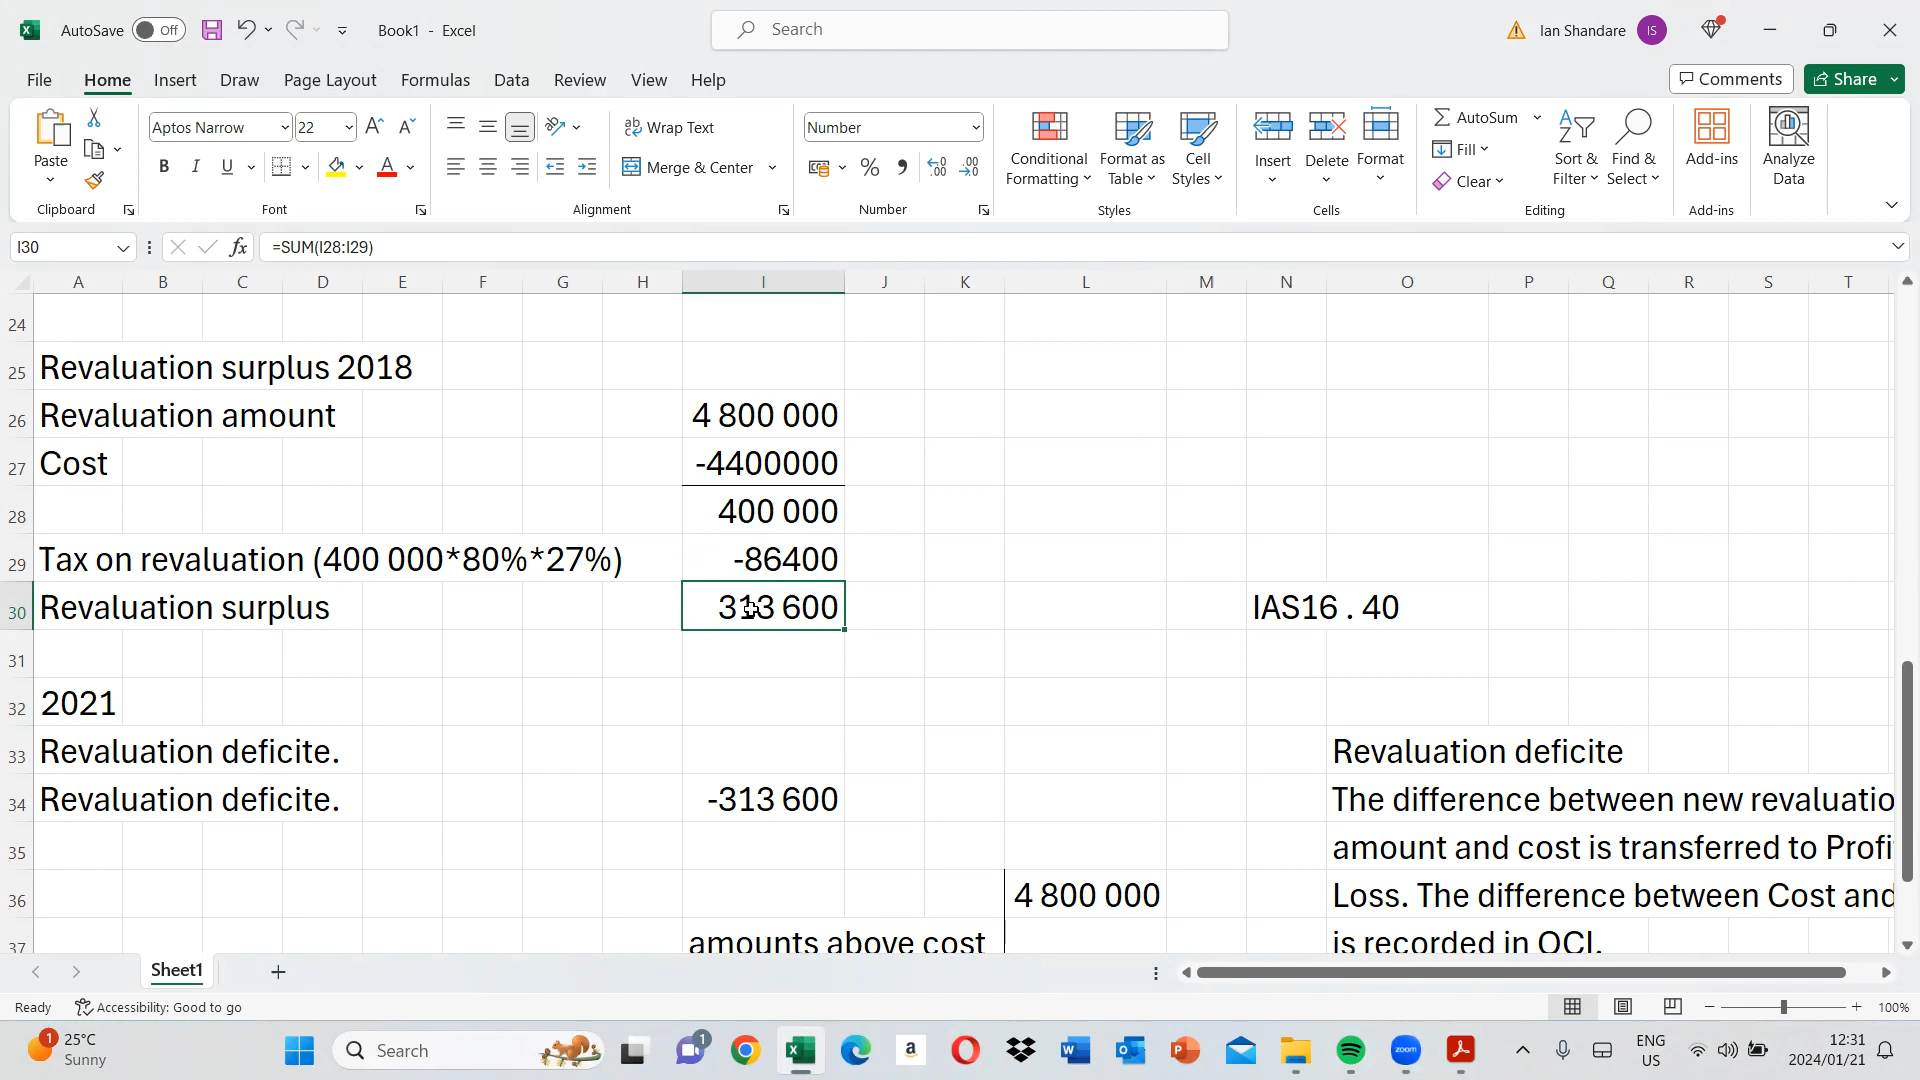 AutoSave Off Book1 - Excel Search Ian Shandare IS
File Home Insert Draw Page Layout Formulas Data Review View Help Comments Share
Paste Aptos Narrow 22 Wrap Text Number AutoSum
B I U Merge & Center % Fill
Conditional Formatting Format as Table Cell Styles Insert Delete Format Clear Sort & Filter Find & Select Add-ins Analyze Data
Clipboard Font Alignment Number Styles Cells Editing Add-ins
I30 fx =SUM(I28:I29)
A B C D E F G H I J K L M N O P Q R S T
24
25 Revaluation surplus 2018
26 Revaluation amount 4 800 000
27 Cost -4400000
28 400 000
29 Tax on revaluation (400 000*80%*27%) -86400
30 Revaluation surplus 313 600 IAS16 . 40
31
32 2021
33 Revaluation deficite. Revaluation deficite
34 Revaluation deficite. -313 600 The difference between new revaluatio
35 amount and cost is transferred to Profi
36 4 800 000 Loss. The difference between Cost and
37 amounts above cost is recorded in OCI.
Sheet1
Ready Accessibility: Good to go 100%
1 25°C
Sunny
Search
1
a
zoom
ENG
US
12:31
2024/01/21